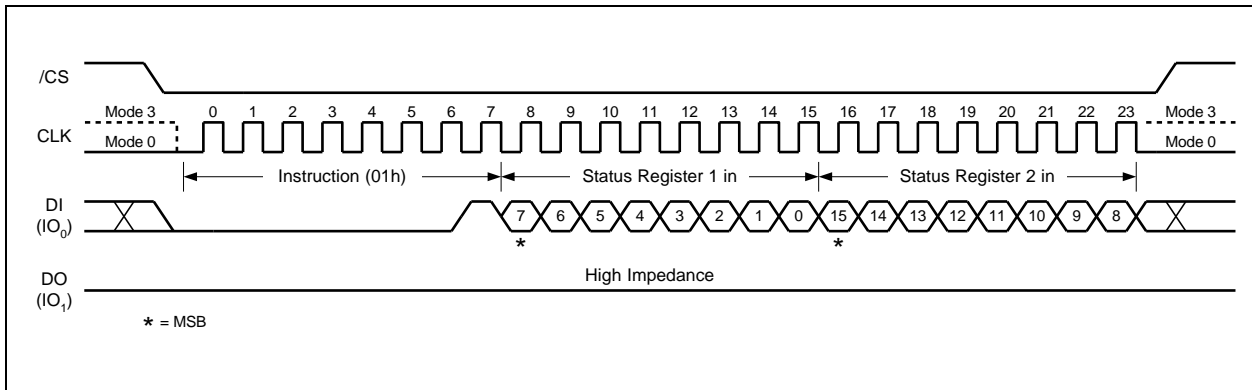 /CS
Mode 3 0 1 2 3 4 5 6 7 8 9 10 11 12 13 14 15 16 17 18 19 20 21 22 23 Mode 3
CLK
Mode 0 Mode 0
Instruction (01h) Status Register 1 in Status Register 2 in
DI
(IO0)
7 6 5 4 3 2 1 0 15 14 13 12 11 10 9 8
* *
High Impedance
DO
(IO1)
* = MSB